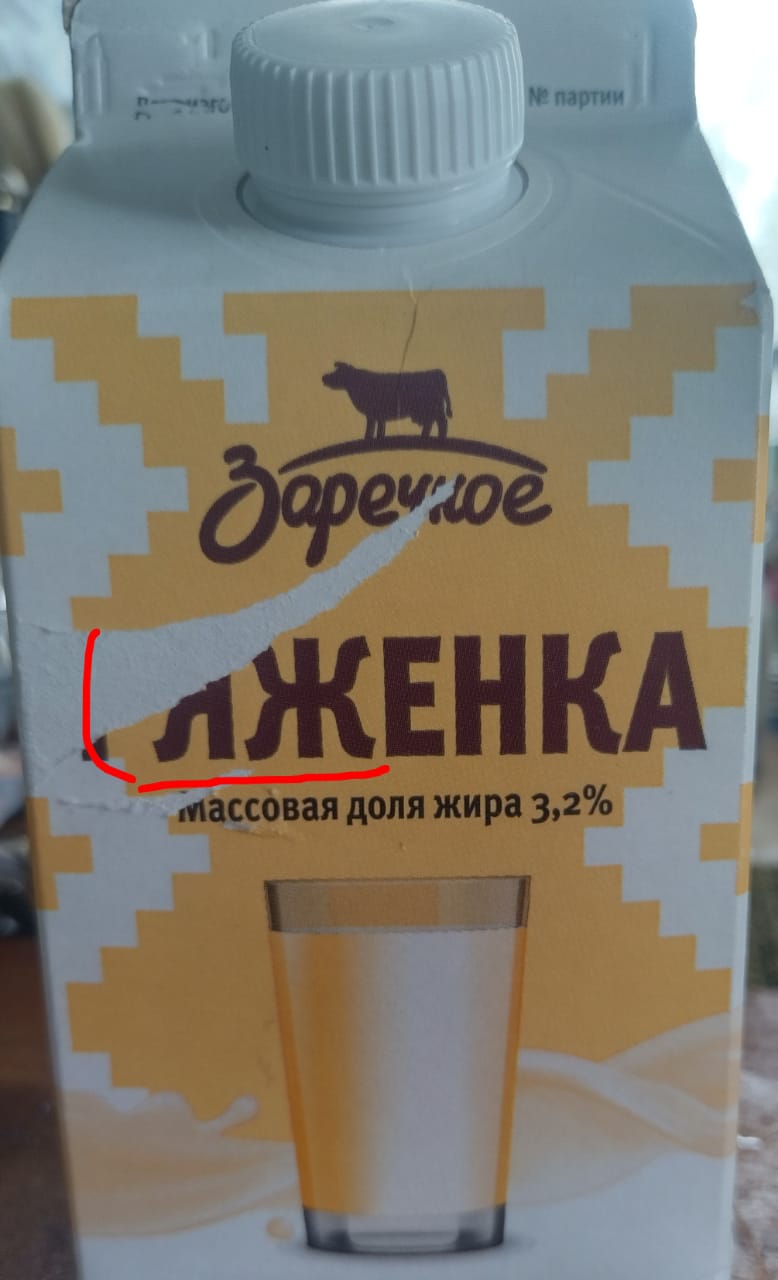 № партии
Заречное
ЯЖЕНКА
Массовая доля жира 3,2%